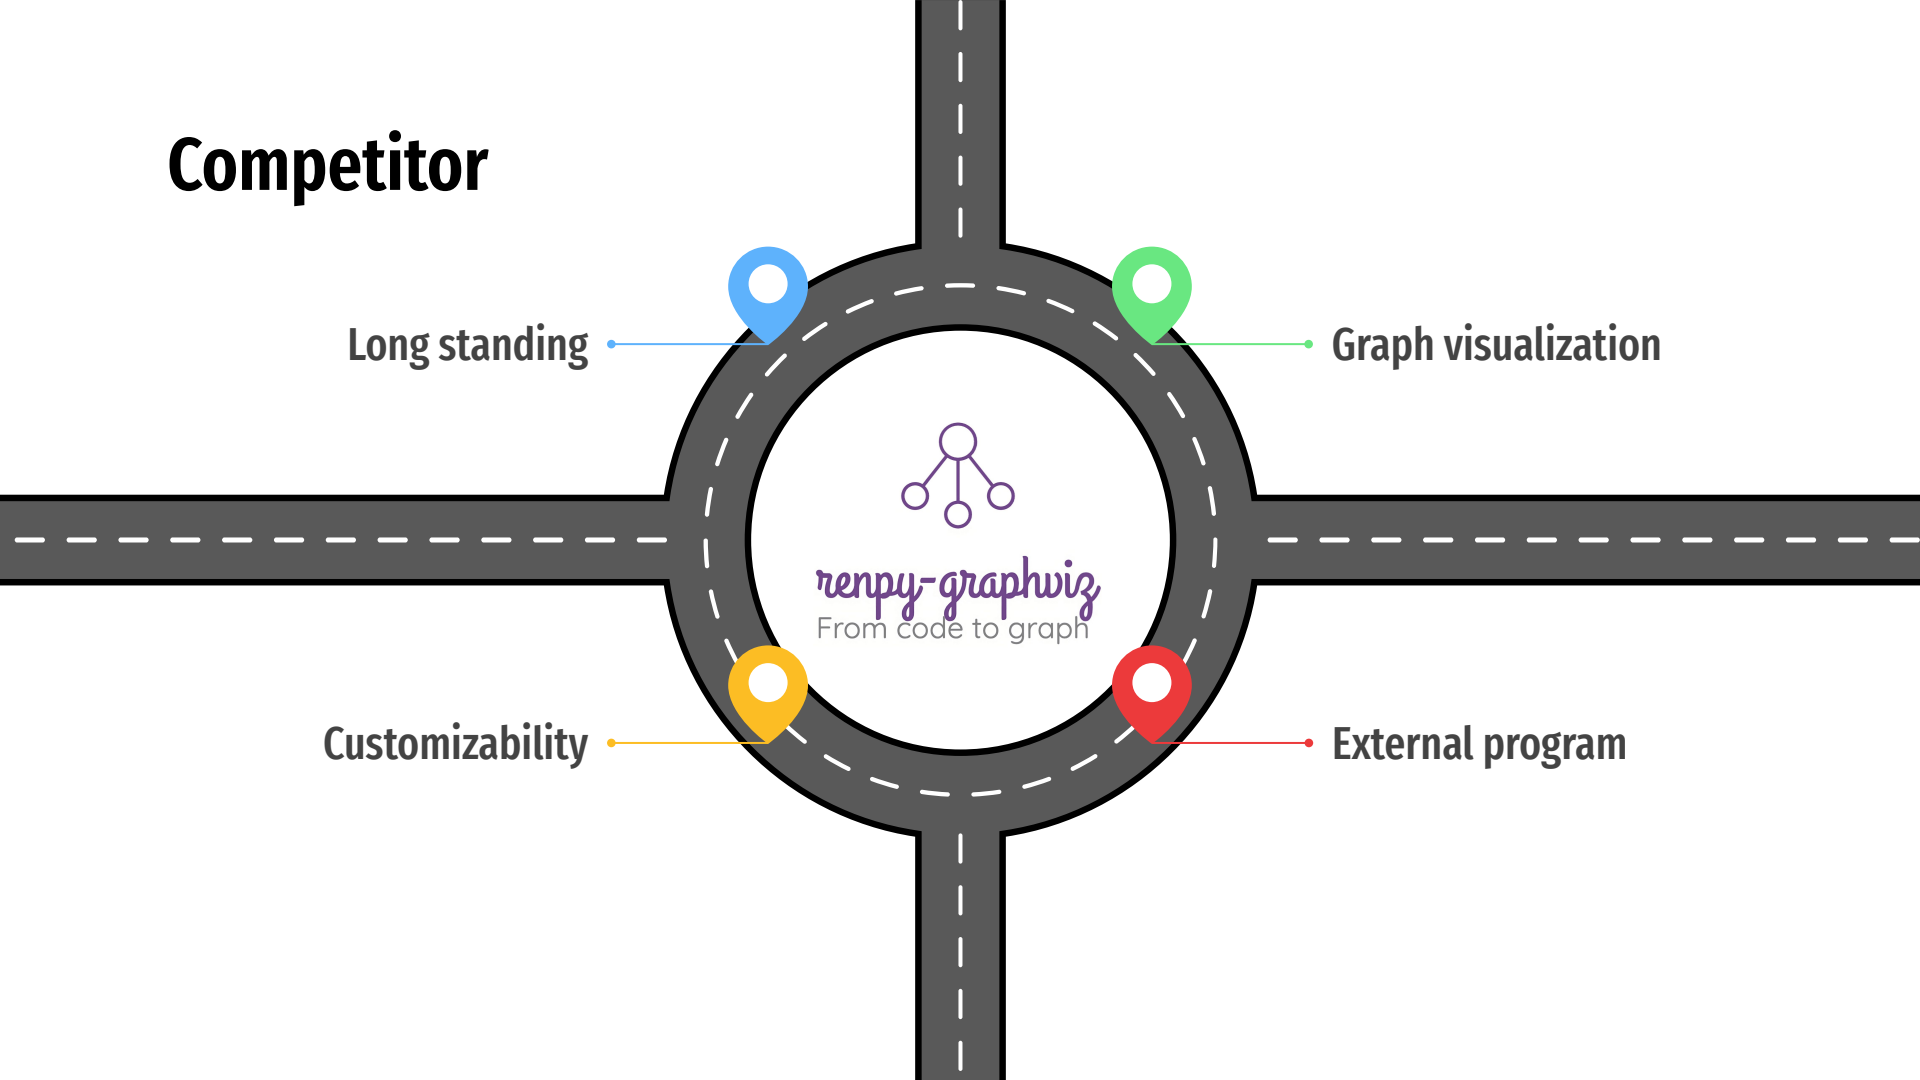 Competitor
Long standing
Graph visualization
renpy-graphviz
From code to graph
Customizability
External program